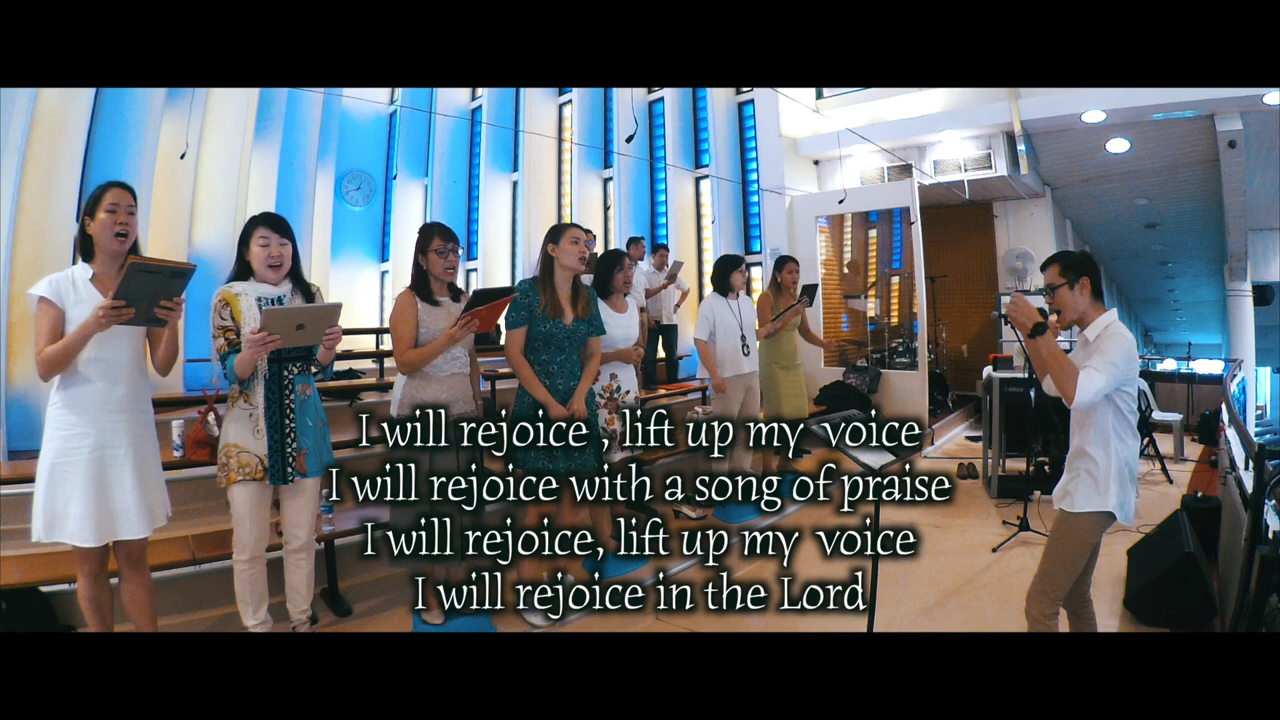 I will rejoice , lift up my voice
I will rejoice with a song of praise
I will rejoice, lift up my voice
I will rejoice in the Lord